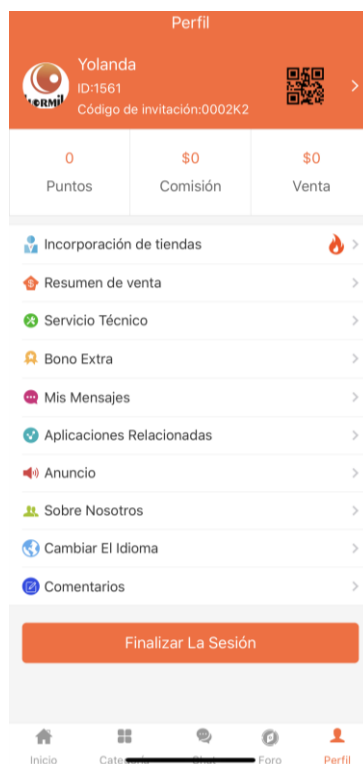 Perfil
Yolanda
ID:1561
Código de invitación:0002K2
0 $0 $0
Puntos Comisión Venta
Incorporación de tiendas
Resumen de venta
Servicio Técnico
Bono Extra
Mis Mensajes
Aplicaciones Relacionadas
Anuncio
Sobre Nosotros
Cambiar El Idioma
Comentarios
Finalizar La Sesión
Inicio Categoría Chat Foro Perfil